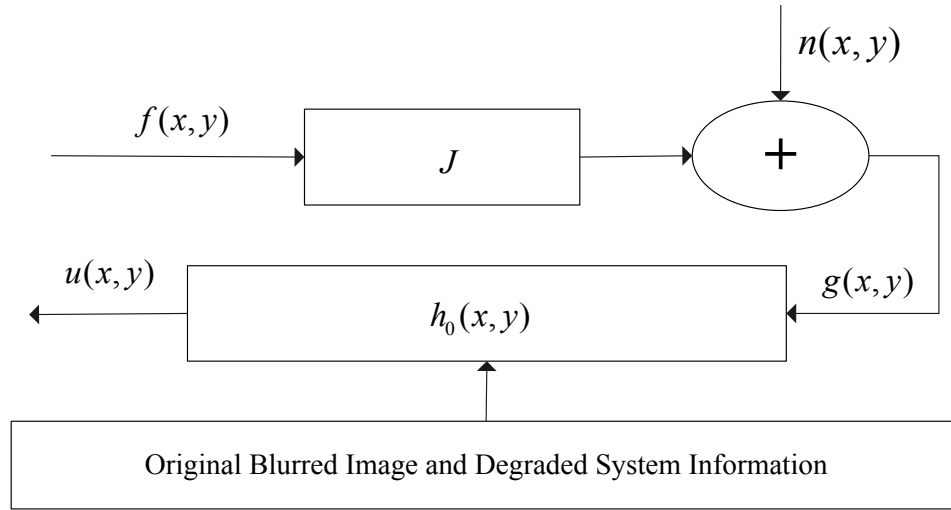 n(x, y)
f(x, y)
J
+
u(x, y)
h₀(x, y)
g(x, y)
Original Blurred Image and Degraded System Information